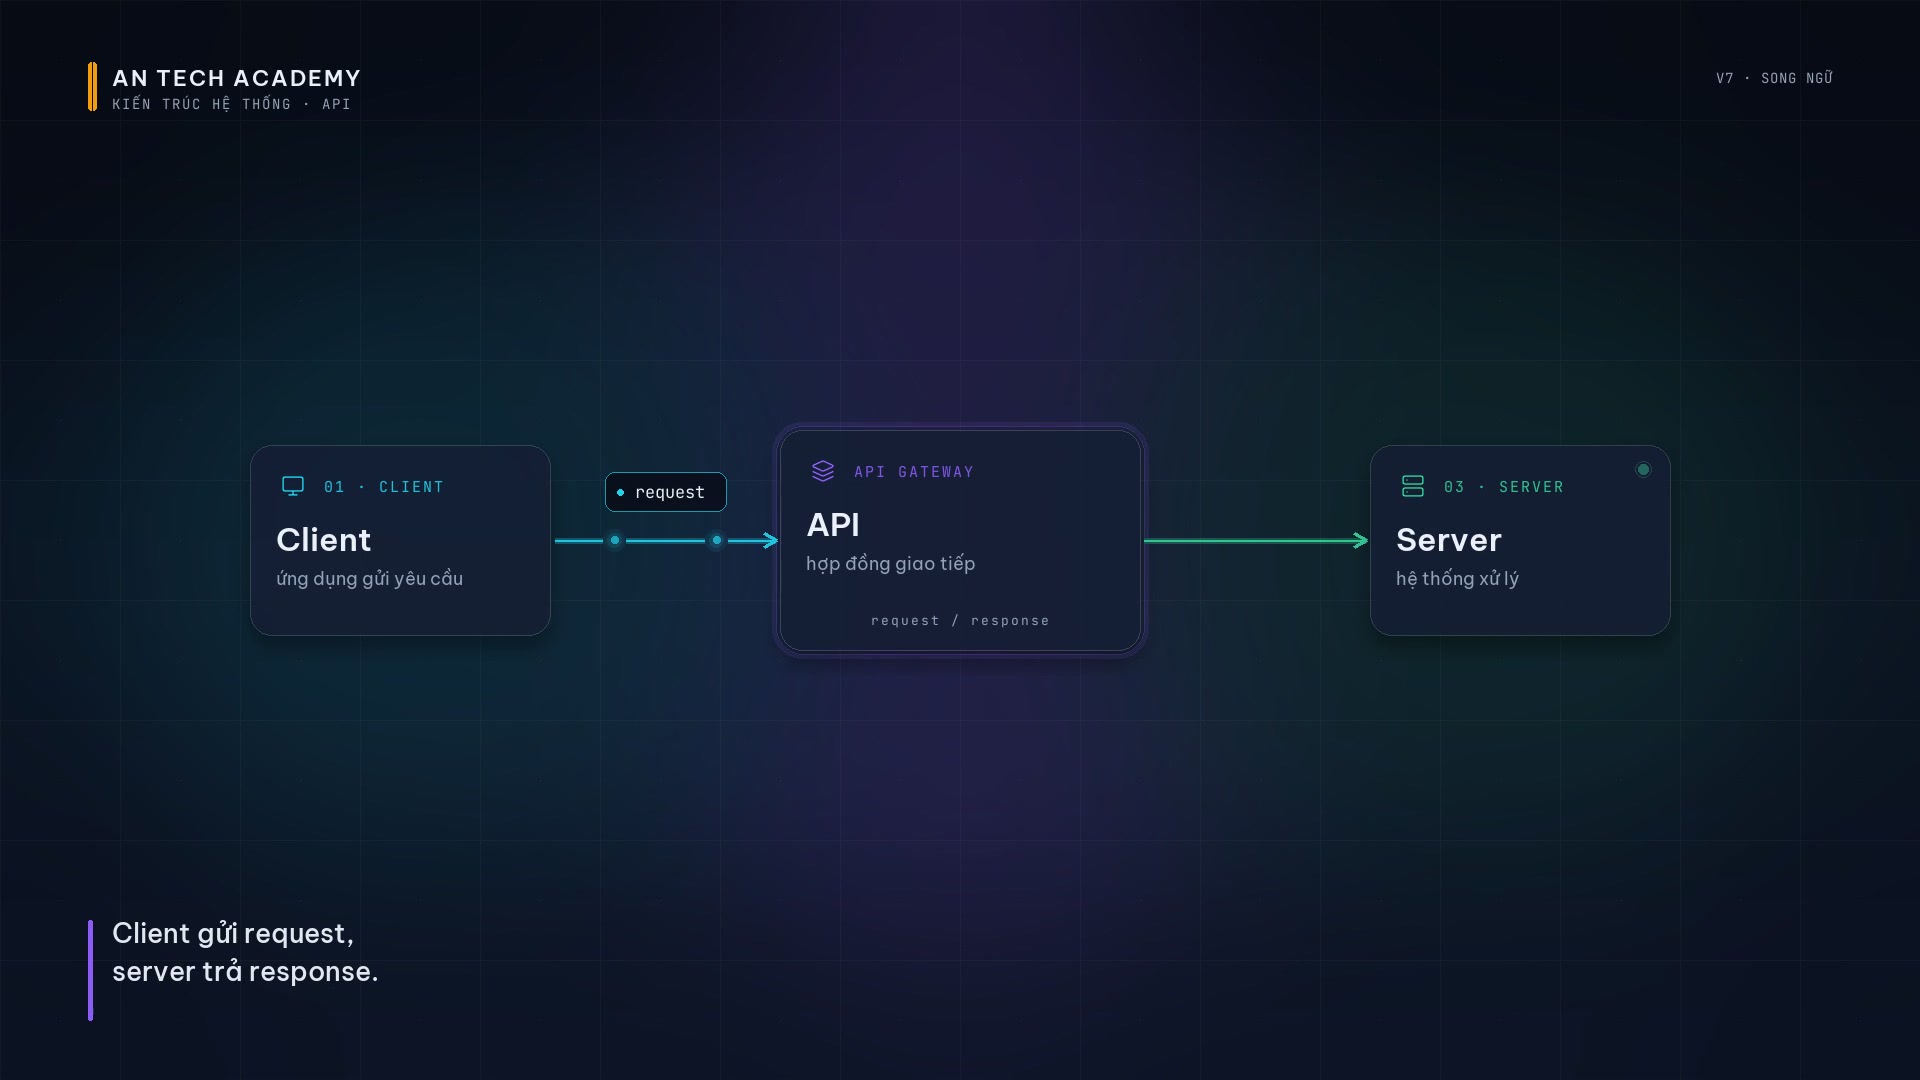 AN TECH ACADEMY
KIẾN TRÚC HỆ THỐNG · API
V7 · SONG NGỮ
01 · CLIENT
Client
ứng dụng gửi yêu cầu
request
API GATEWAY
API
hợp đồng giao tiếp
request / response
03 · SERVER
Server
hệ thống xử lý
Client gửi request,
server trả response.